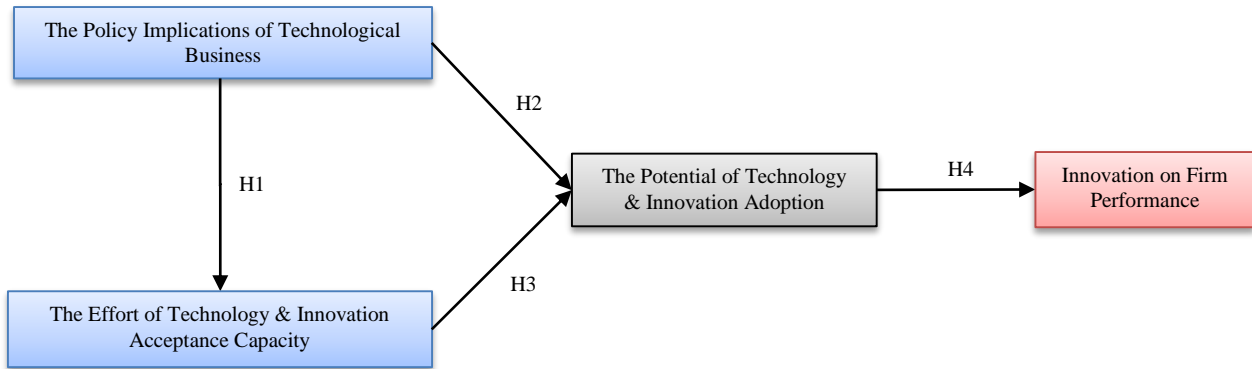 The Policy Implications of Technological
Business
H2
H1
The Potential of Technology
& Innovation Adoption
H4
Innovation on Firm
Performance
H3
The Effort of Technology & Innovation
Acceptance Capacity